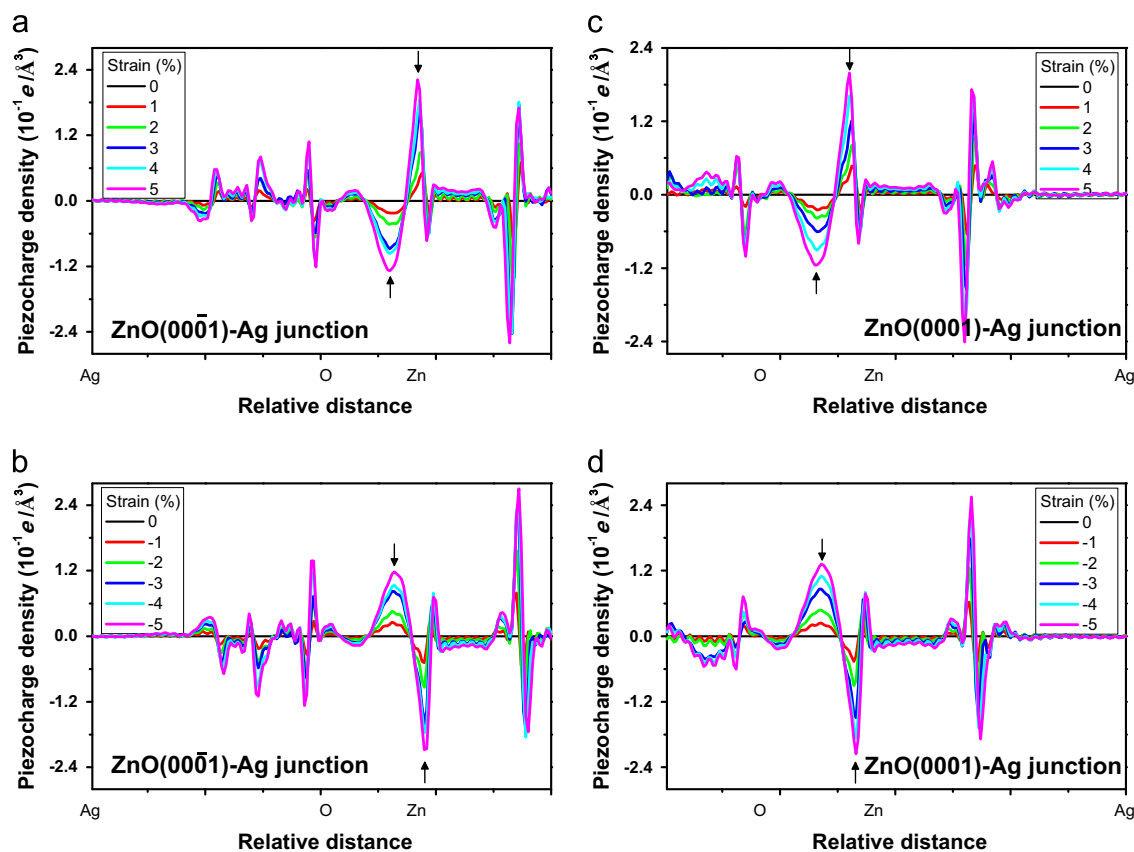 a
Piezocharge density (10⁻¹ e/Å³)
2.4
1.2
0.0
-1.2
-2.4
Strain (%)
0
1
2
3
4
5
ZnO(00̄01)-Ag junction
Ag
O
Zn
Relative distance
c
Piezocharge density (10⁻¹ e/Å³)
2.4
1.2
0.0
-1.2
-2.4
Strain (%)
0
1
2
3
4
5
ZnO(0001)-Ag junction
O
Zn
Ag
Relative distance
b
Piezocharge density (10⁻¹ e/Å³)
2.4
1.2
0.0
-1.2
-2.4
Strain (%)
0
-1
-2
-3
-4
-5
ZnO(000̄1)-Ag junction
Ag
O
Zn
Relative distance
d
Piezocharge density (10⁻¹ e/Å³)
2.4
1.2
0.0
-1.2
-2.4
Strain (%)
0
-1
-2
-3
-4
-5
ZnO(0001)-Ag junction
O
Zn
Ag
Relative distance